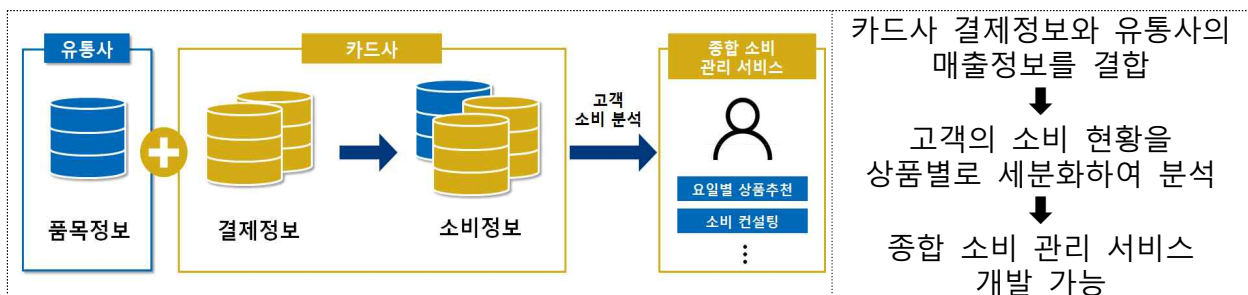 유통사
카드사
종합 소비
관리 서비스
고객
소비 분석
요일별 상품추천
소비 컨설팅
품목정보
결제정보
소비정보
카드사 결제정보와 유통사의
매출정보를 결합
고객의 소비 현황을
상품별로 세분화하여 분석
종합 소비 관리 서비스
개발 가능